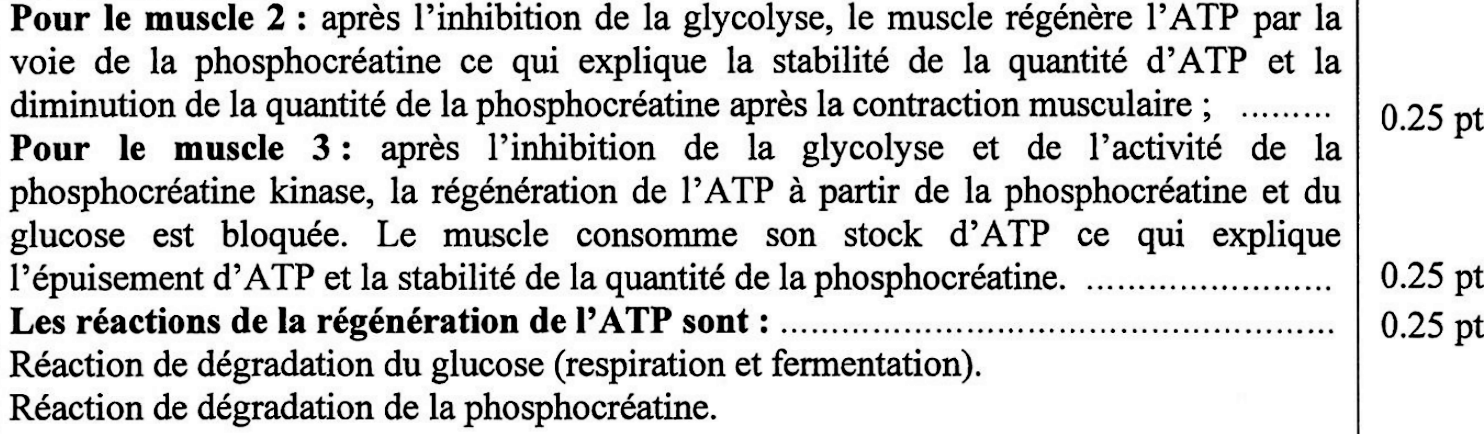 Pour le muscle 2 : après l'inhibition de la glycolyse, le muscle régénère l'ATP par la
voie de la phosphocréatine ce qui explique la stabilité de la quantité d'ATP et la
diminution de la quantité de la phosphocréatine après la contraction musculaire ; ......... 0.25 pt
Pour le muscle 3 : après l'inhibition de la glycolyse et de l'activité de la
phosphocréatine kinase, la régénération de l'ATP à partir de la phosphocréatine et du
glucose est bloquée. Le muscle consomme son stock d'ATP ce qui explique
l'épuisement d'ATP et la stabilité de la quantité de la phosphocréatine. ........................ 0.25 pt
Les réactions de la régénération de l'ATP sont : ...................................................... 0.25 pt
Réaction de dégradation du glucose (respiration et fermentation).
Réaction de dégradation de la phosphocréatine.